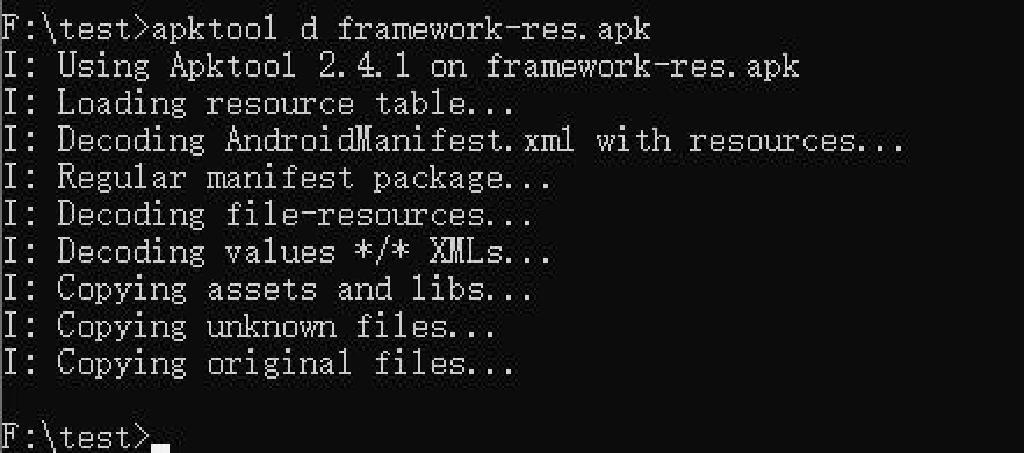 F:\test>apktool d framework-res.apk
I: Using Apktool 2.4.1 on framework-res.apk
I: Loading resource table...
I: Decoding AndroidManifest.xml with resources...
I: Regular manifest package...
I: Decoding file-resources...
I: Decoding values */* XMLs...
I: Copying assets and libs...
I: Copying unknown files...
I: Copying original files...
F:\test>